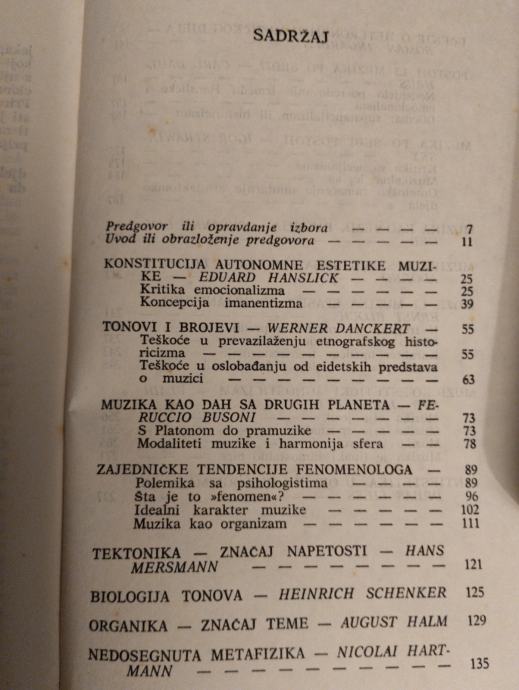 SADRŽAJ
Predgovor ili opravdanje izbora — — — — 7
Uvod ili obrazloženje predgovora — — — — — 11
KONSTITUCIJA AUTONOMNE ESTETIKE MUZI-
KE — EDUARD HANSLICK — — — — 25
Kritika emocionalizma — — — — — — 25
Koncepcija imanentizma — — — — — 39
TONOVI I BROJEVI — WERNER DANCKERT — 55
Teškoće u prevazilaženju etnografskog histo-
ricizma — — — — — — — — — 55
Teškoće u oslobađanju od eidetskih predstava
o muzici — — — — — — — — 63
MUZIKA KAO DAH SA DRUGIH PLANETA — FE-
RUCCIO BUSONI — — — — — — — 73
S Platonom do pramuzike — — — — — 73
Modaliteti muzike i harmonija sfera — — — 78
ZAJEDNIČKE TENDENCIJE FENOMENOLOGA — 89
Polemika sa psihologistima — — — — — 89
Šta je to »fenomen«? — — — — — — 96
Idealni karakter muzike — — — — — 102
Muzika kao organizam — — — — — — 111
TEKTONIKA — ZNAČAJ NAPETOSTI — HANS
MERSMANN — — — — — — — 121
BIOLOGIJA TONOVA — HEINRICH SCHENKER 125
ORGANIKA — ZNAČAJ TEME — AUGUST HALM 129
NEDOSEGNUTA METAFIZIKA — NICOLAI HART-
MANN — — — — — — — — — 135